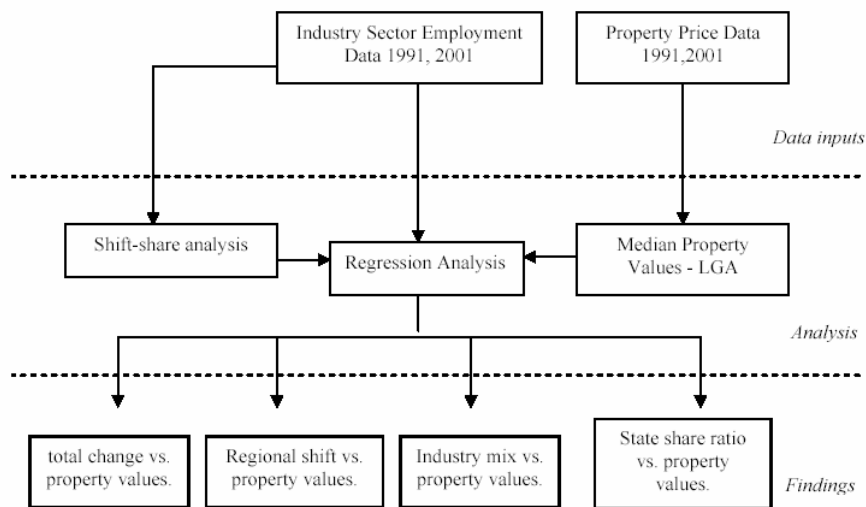 Industry Sector Employment
Data 1991, 2001
Property Price Data
1991,2001
Data inputs
Shift-share analysis
Regression Analysis
Median Property
Values - LGA
Analysis
total change vs.
property values.
Regional shift vs.
property values.
Industry mix vs.
property values.
State share ratio
vs. property
values.
Findings